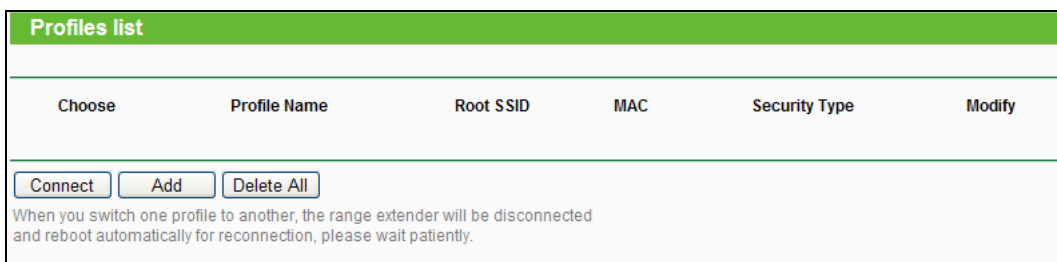 Profiles list
Choose Profile Name Root SSID MAC Security Type Modify
Connect Add Delete All
When you switch one profile to another, the range extender will be disconnected
and reboot automatically for reconnection, please wait patiently.